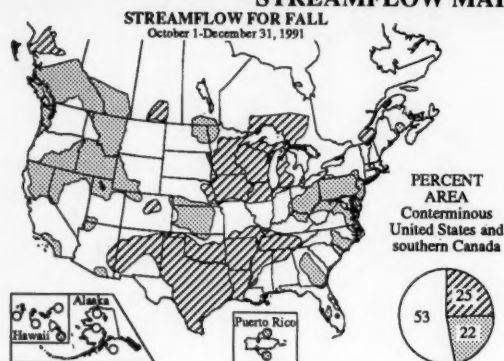 STREAMFLOW MAP
STREAMFLOW FOR FALL
October 1-December 31, 1991
PERCENT
AREA
Conterminous
United States and
southern Canada
53
25
22
Alaska
Hawaii
Puerto Rico